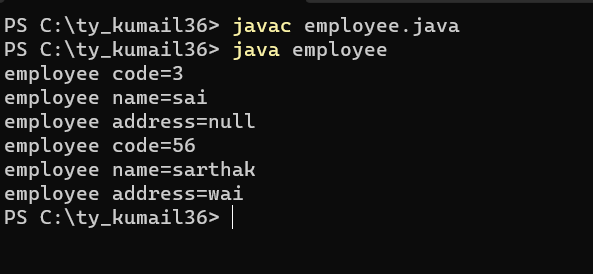 PS C:\ty_kumail36> javac employee.java
PS C:\ty_kumail36> java employee
employee code=3
employee name=sai
employee address=null
employee code=56
employee name=sarthak
employee address=wai
PS C:\ty_kumail36>